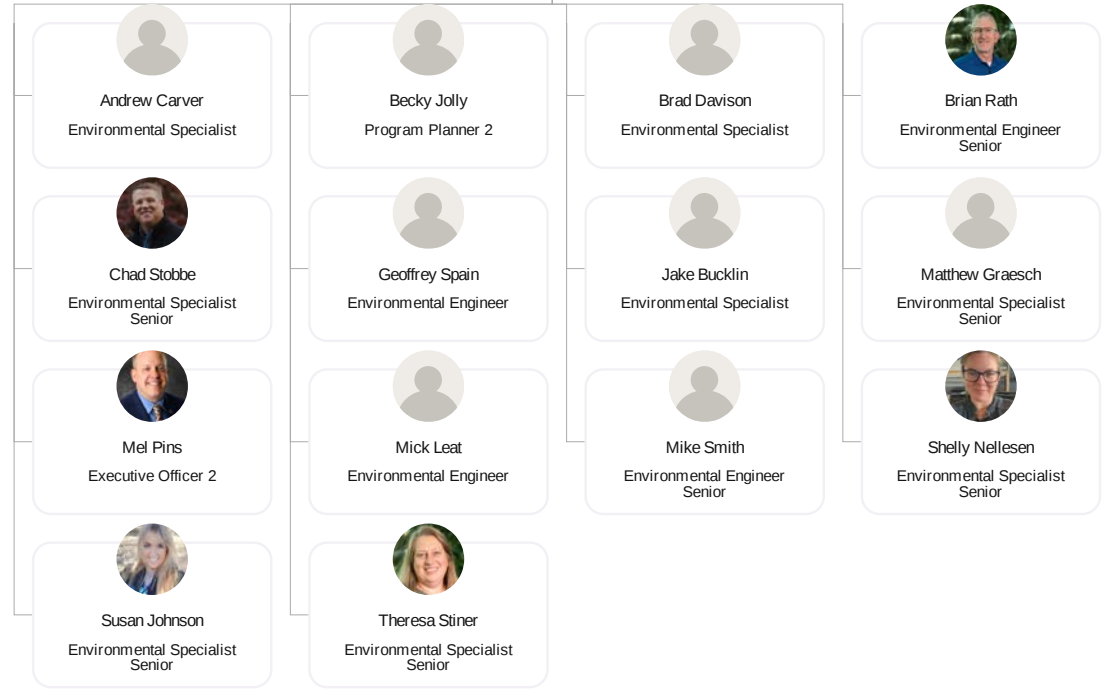 Andrew Carver
Environmental Specialist
Becky Jolly
Program Planner 2
Brad Davison
Environmental Specialist
Brian Rath
Environmental Engineer
Senior
Chad Stobbe
Environmental Specialist
Senior
Geoffrey Spain
Environmental Engineer
Jake Bucklin
Environmental Specialist
Matthew Graesch
Environmental Specialist
Senior
Mel Pins
Executive Officer 2
Mick Leat
Environmental Engineer
Mike Smith
Environmental Engineer
Senior
Shelly Nellesen
Environmental Specialist
Senior
Susan Johnson
Environmental Specialist
Senior
Theresa Stiner
Environmental Specialist
Senior